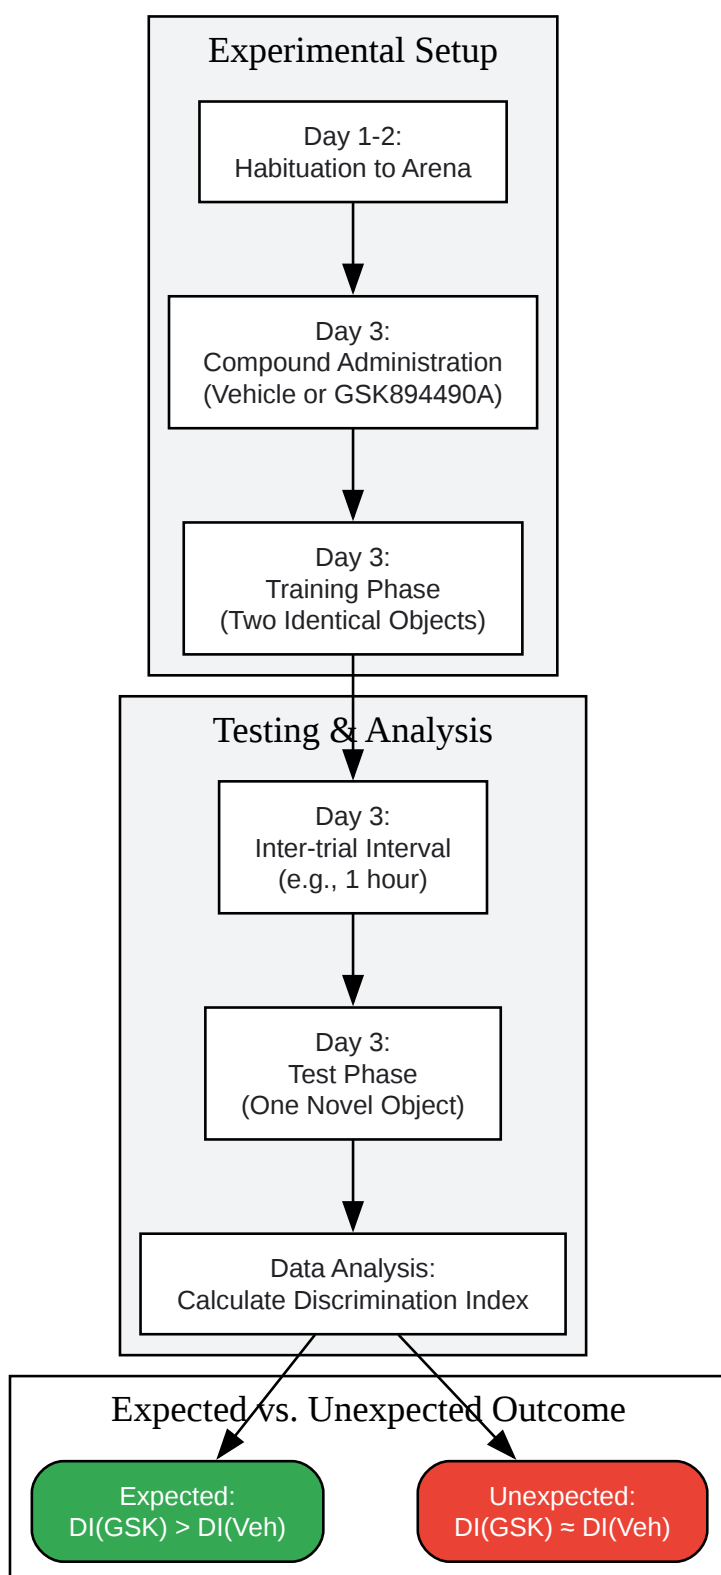 Experimental Setup
Day 1-2:
Habituation to Arena
Day 3:
Compound Administration
(Vehicle or GSK894490A)
Day 3:
Training Phase
(Two Identical Objects)
Testing & Analysis
Day 3:
Inter-trial Interval
(e.g., 1 hour)
Day 3:
Test Phase
(One Novel Object)
Data Analysis:
Calculate Discrimination Index
Expected vs. Unexpected Outcome
Expected:
DI(GSK) > DI(Veh)
Unexpected:
DI(GSK) ≈ DI(Veh)